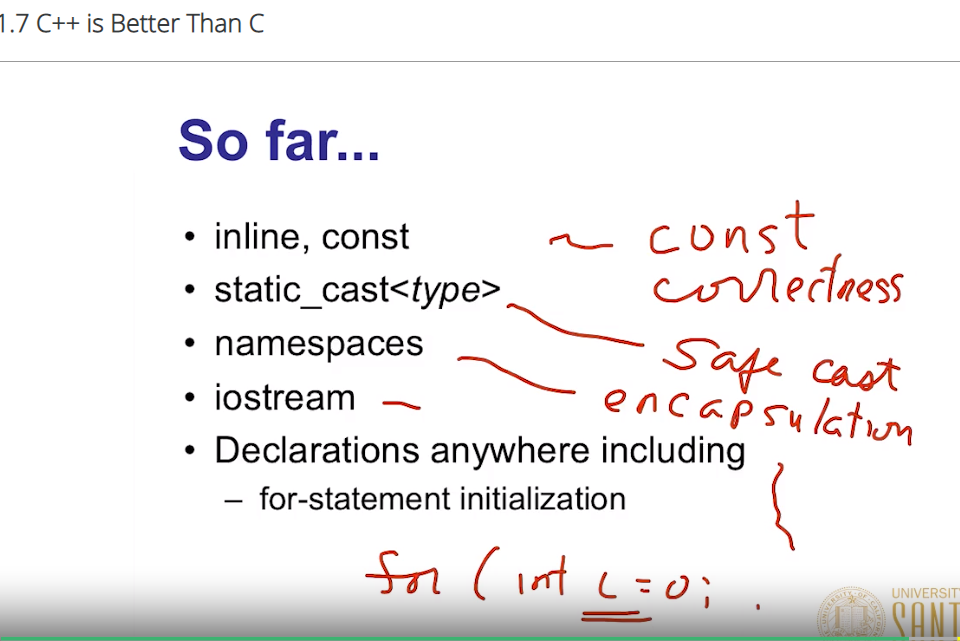 1.7 C++ is Better Than C
So far...
• inline, const ~ const correctness
• static_cast<type> safe cast
• namespaces encapsulation
• iostream
• Declarations anywhere including
– for-statement initialization
for ( int i = 0 ;
UNIVERSITY
SANT